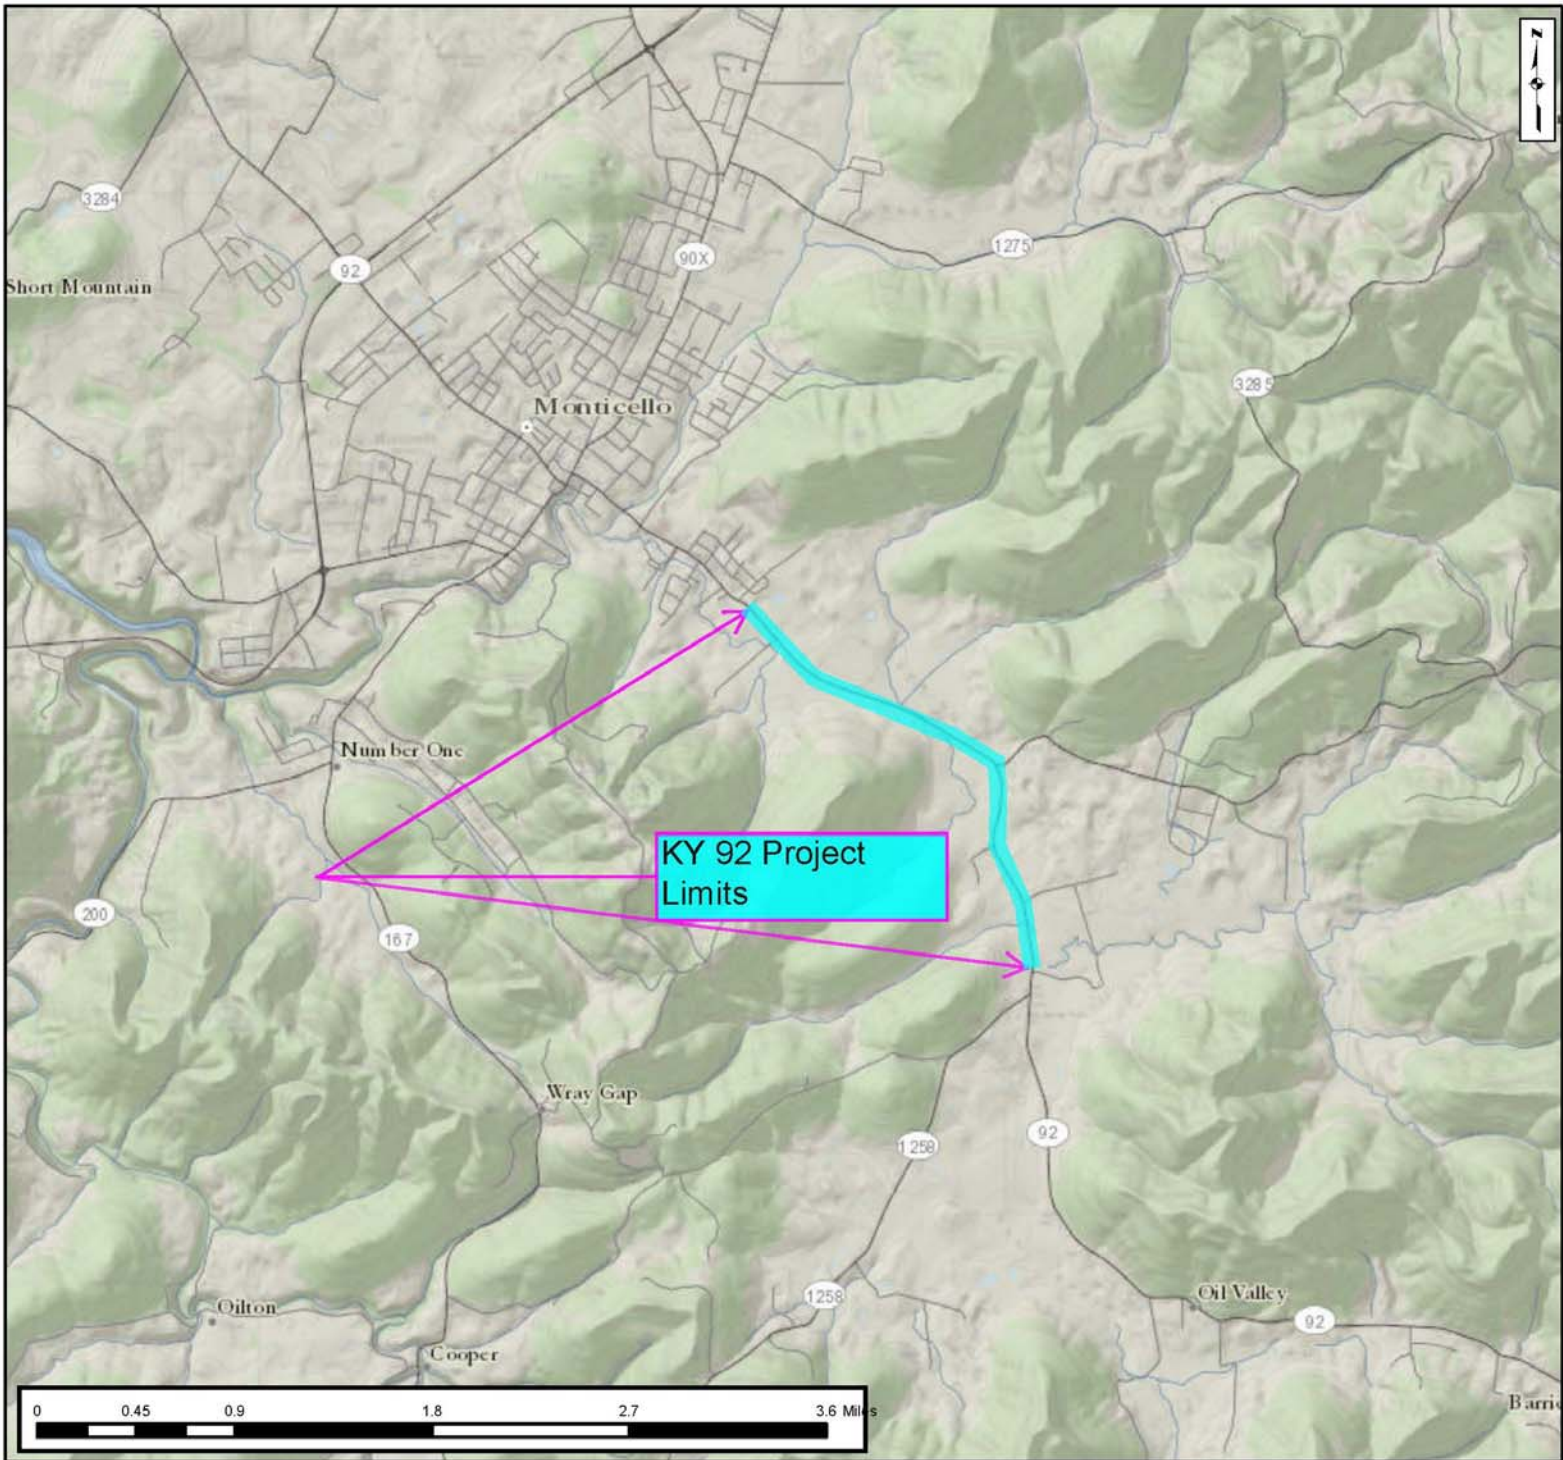 N
3284
90X
1275
92
Short Mountain
3285
Monticello
Number One
KY 92 Project
Limits
200
167
Wray Gap
92
1258
Oil Valley
1258
Oilton
92
Cooper
0 0.45 0.9 1.8 2.7 3.6 Miles